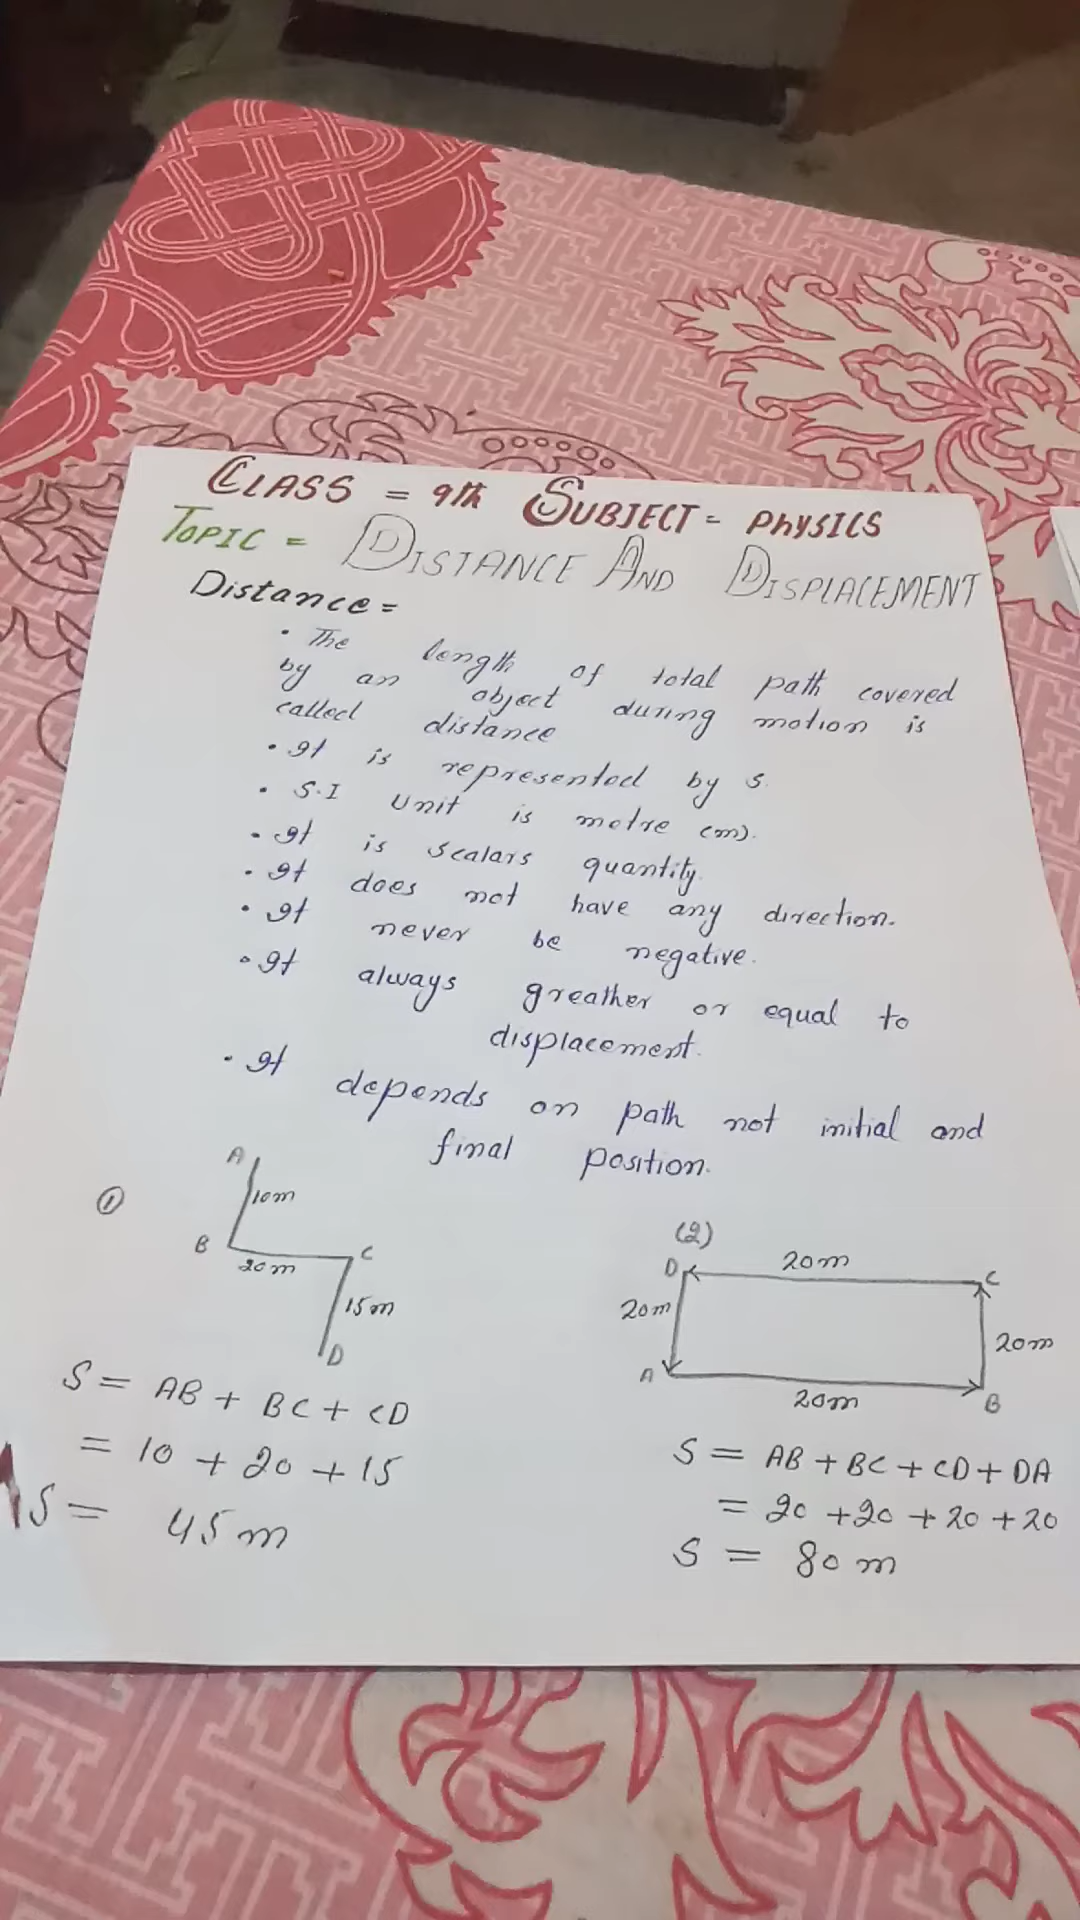 CLASS = 9th SUBJECT = PHYSICS
TOPIC = DISTANCE AND DISPLACEMENT
Distance =
• The length of total path covered
by an object during motion is
called distance
• It is represented by s.
• S.I Unit is metre (m).
• It is scalars quantity.
• It does not have any direction.
• It never be negative.
• It always greather or equal to
displacement.
• It depends on path not initial and
final position.
①
A
10m
B
20m
C
15m
D
S = AB + BC + CD
= 10 + 20 + 15
S = 45 m
(2)
D 20m C
20m
20m
A 20m B
S = AB + BC + CD + DA
= 20 + 20 + 20 + 20
S = 80 m